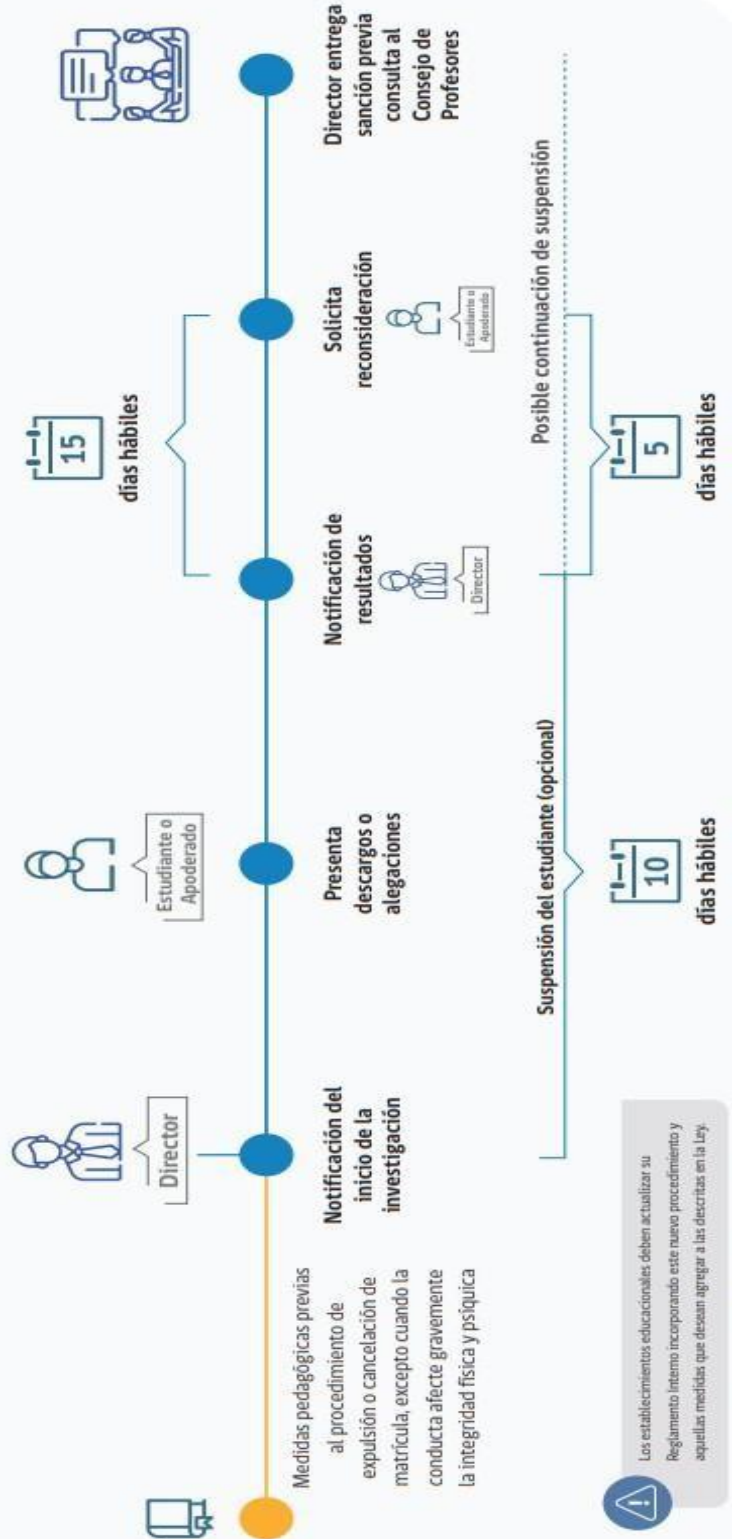 Medidas pedagógicas previas
al procedimiento de
expulsión o cancelación de
matrícula, excepto cuando la
conducta afecte gravemente
la integridad física y psíquica
Director
Notificación del
inicio de la
investigación
Estudiante o
Apoderado
Presenta
descargos o
alegaciones
15
días hábiles
Notificación de
resultados
Director
Solicita
reconsideración
Estudiante o
Apoderado
Director entrega
sanción previa
consulta al
Consejo de
Profesores
Suspensión del estudiante (opcional)
10
días hábiles
Posible continuación de suspensión
5
días hábiles
Los establecimientos educacionales deben actualizar su
Reglamento Interno incorporando este nuevo procedimiento y
aquellas medidas que desean agregar a las descritas en la Ley.